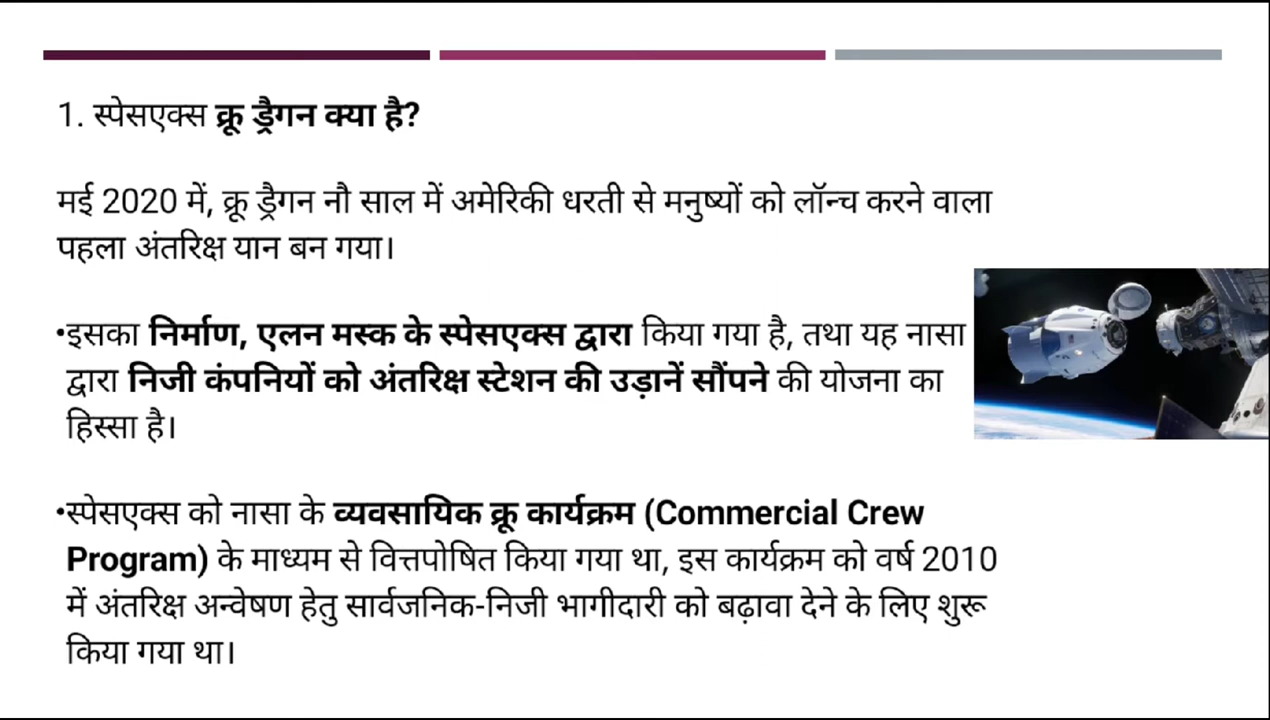 1. स्पेसएक्स क्रू ड्रैगन क्या है?
मई 2020 में, क्रू ड्रैगन नौ साल में अमेरिकी धरती से मनुष्यों को लॉन्च करने वाला
पहला अंतरिक्ष यान बन गया।
•इसका निर्माण, एलन मस्क के स्पेसएक्स द्वारा किया गया है, तथा यह नासा
द्वारा निजी कंपनियों को अंतरिक्ष स्टेशन की उड़ानें सौंपने की योजना का
हिस्सा है।
•स्पेसएक्स को नासा के व्यवसायिक क्रू कार्यक्रम (Commercial Crew
Program) के माध्यम से वित्तपोषित किया गया था, इस कार्यक्रम को वर्ष 2010
में अंतरिक्ष अन्वेषण हेतु सार्वजनिक-निजी भागीदारी को बढ़ावा देने के लिए शुरू
किया गया था।